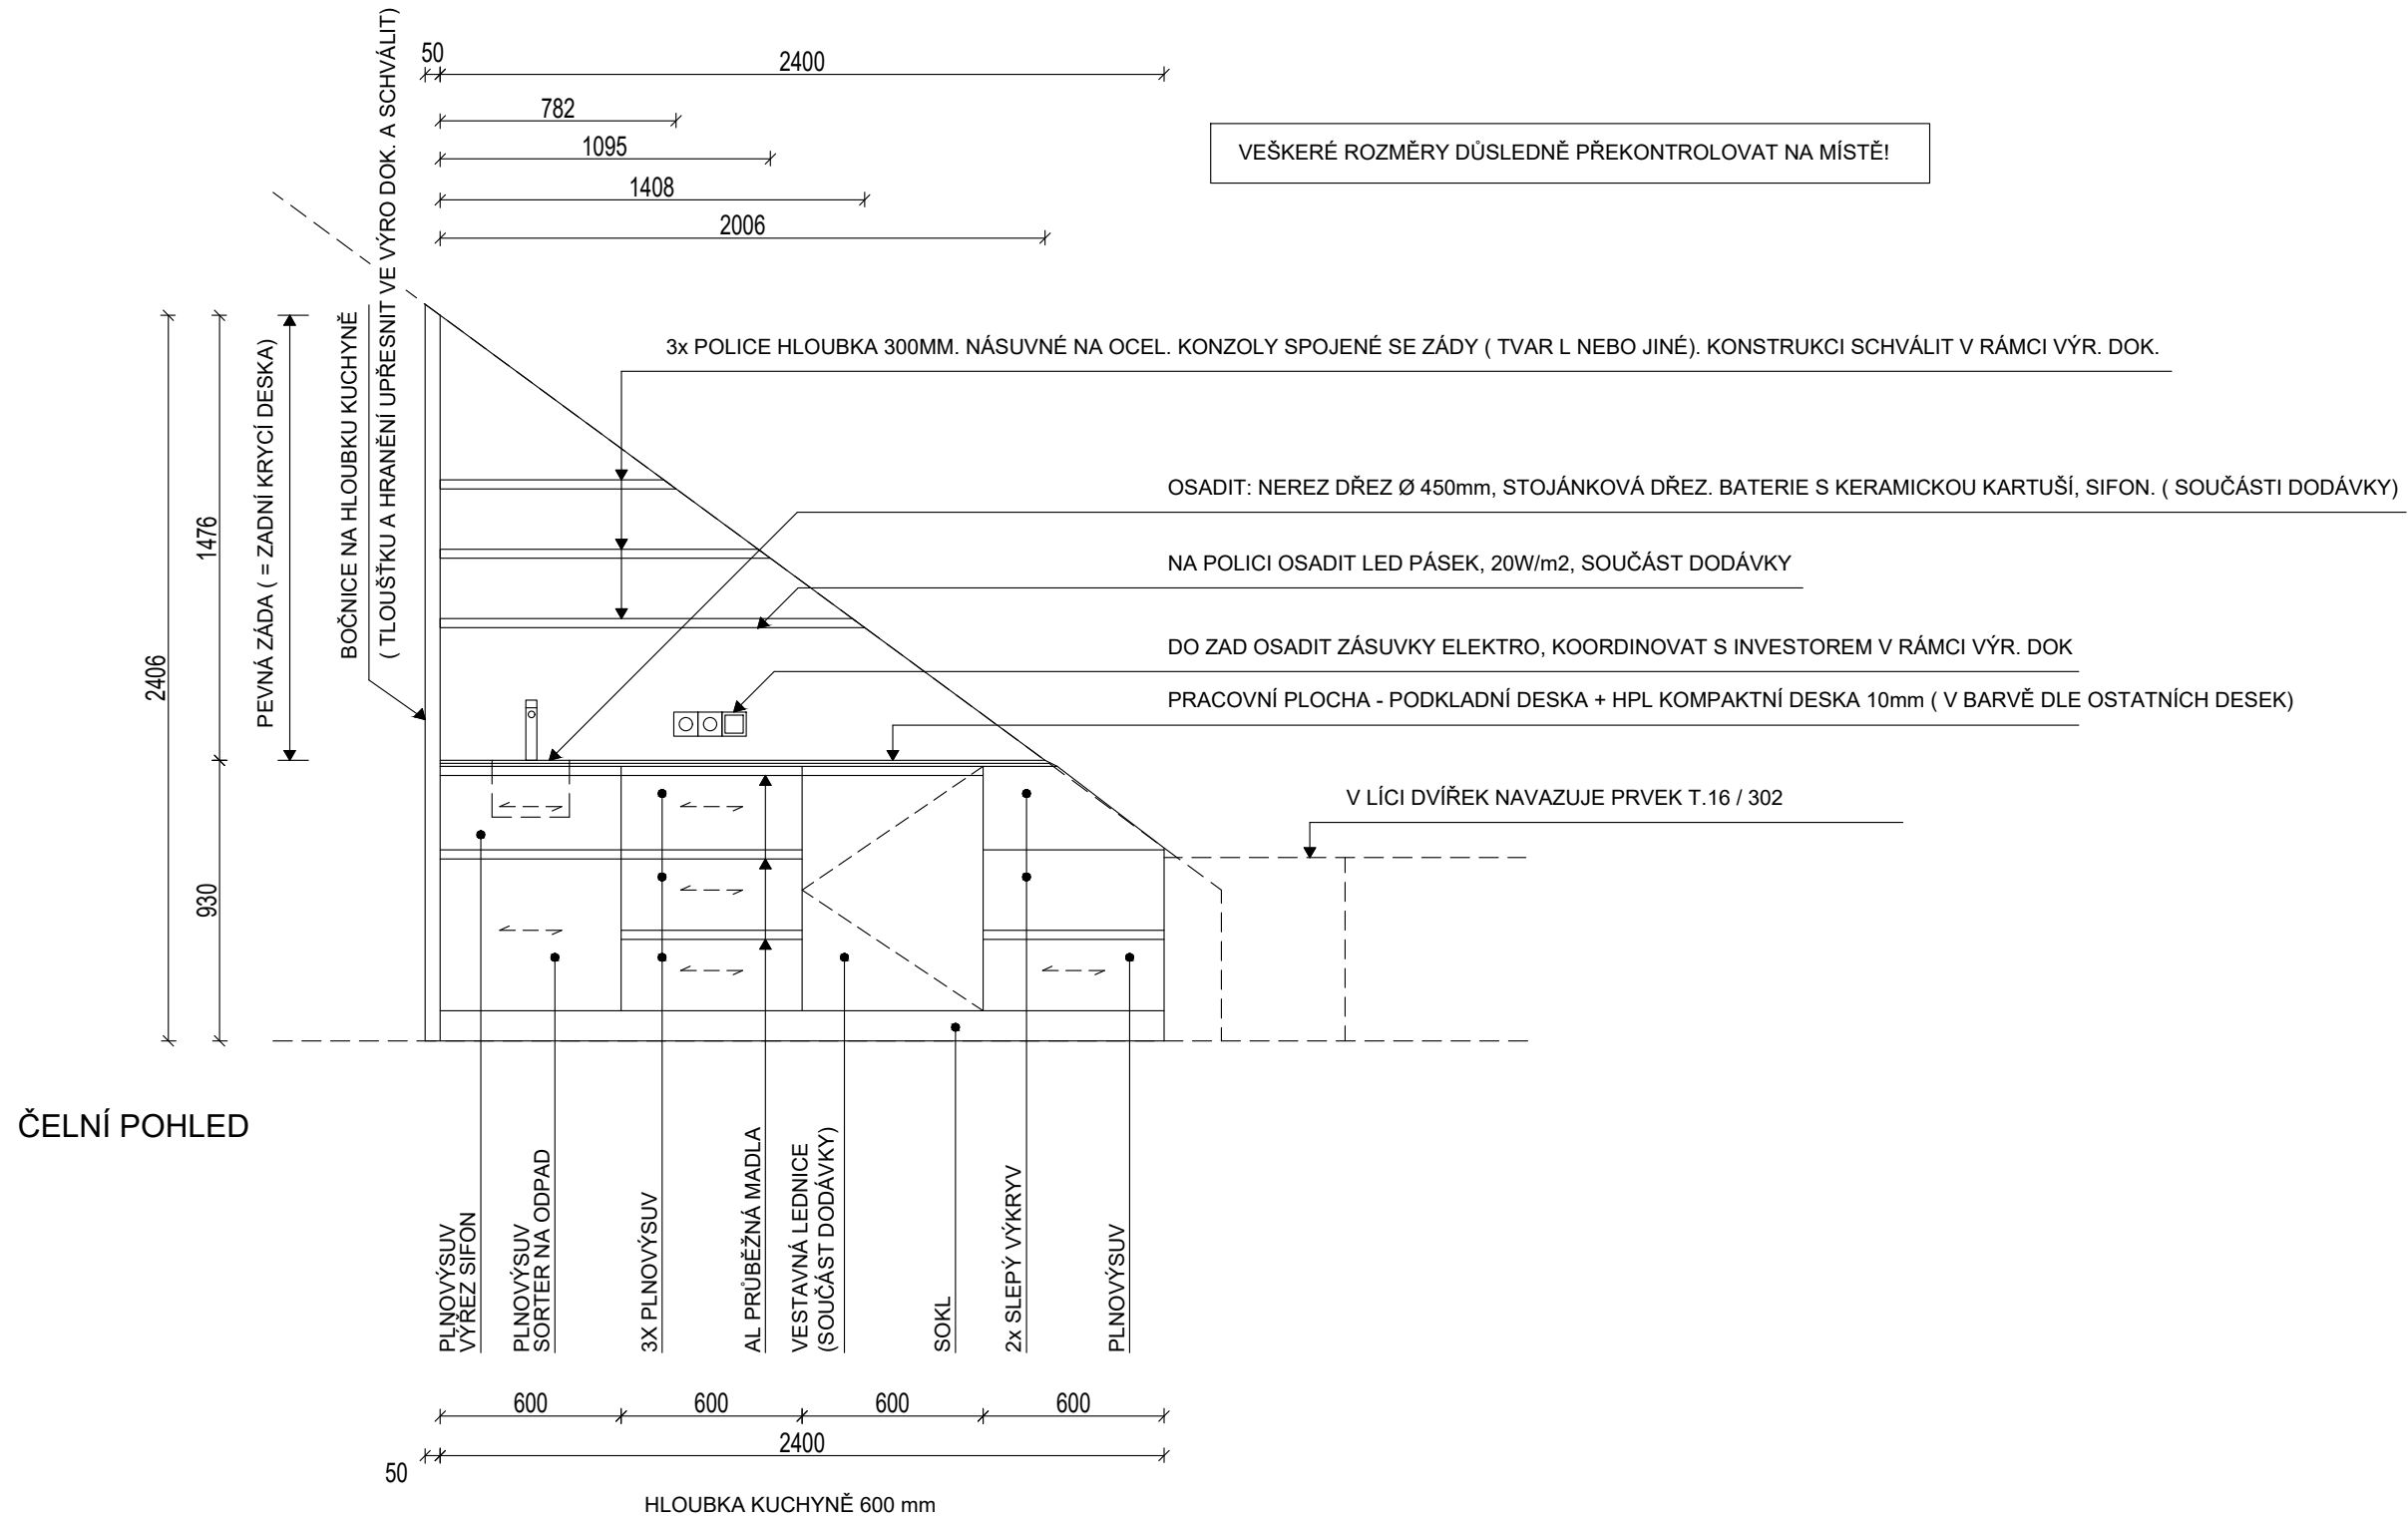 50
2400
782
1095
1408
2006
VEŠKERÉ ROZMĚRY DŮSLEDNĚ PŘEKONTROLOVAT NA MÍSTĚ!
2406
1476
930
PEVNÁ ZÁDA ( = ZADNÍ KRYCÍ DESKA)
BOČNICE NA HLOUBKU KUCHYNĚ
( TLOUŠŤKU A HRANĚNÍ UPŘESNIT VE VÝRO DOK. A SCHVÁLIT)
3x POLICE HLOUBKA 300MM. NÁSUVNÉ NA OCEL. KONZOLY SPOJENÉ SE ZÁDY ( TVAR L NEBO JINÉ). KONSTRUKCI SCHVÁLIT V RÁMCI VÝR. DOK.
OSADIT: NEREZ DŘEZ Ø 450mm, STOJÁNKOVÁ DŘEZ. BATERIE S KERAMICKOU KARTUŠÍ, SIFON. ( SOUČÁSTI DODÁVKY)
NA POLICI OSADIT LED PÁSEK, 20W/m2, SOUČÁST DODÁVKY
DO ZAD OSADIT ZÁSUVKY ELEKTRO, KOORDINOVAT S INVESTOREM V RÁMCI VÝR. DOK
PRACOVNÍ PLOCHA - PODKLADNÍ DESKA + HPL KOMPAKTNÍ DESKA 10mm ( V BARVĚ DLE OSTATNÍCH DESEK)
V LÍCI DVÍŘEK NAVAZUJE PRVEK T.16 / 302
ČELNÍ POHLED
PLNOVÝSUV
VÝŘEZ SIFON
PLNOVÝSUV
SORTER NA ODPAD
3X PLNOVÝSUV
AL PRŮBĚŽNÁ MADLA
VESTAVNÁ LEDNICE
(SOUČÁST DODÁVKY)
SOKL
2x SLEPÝ VÝKRYV
PLNOVÝSUV
600
600
600
600
2400
50
HLOUBKA KUCHYNĚ 600 mm